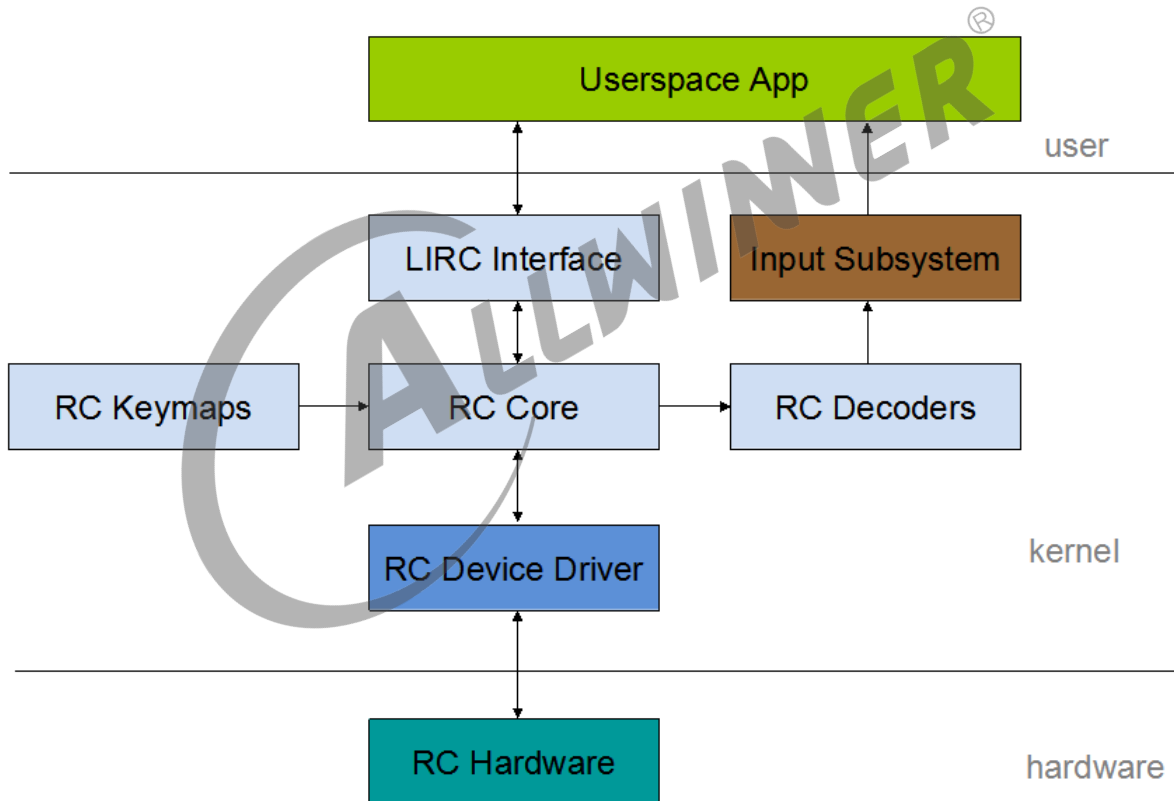 Userspace App
user
LIRC Interface
Input Subsystem
RC Keymaps
RC Core
RC Decoders
RC Device Driver
kernel
RC Hardware
hardware
ALLWINNER®